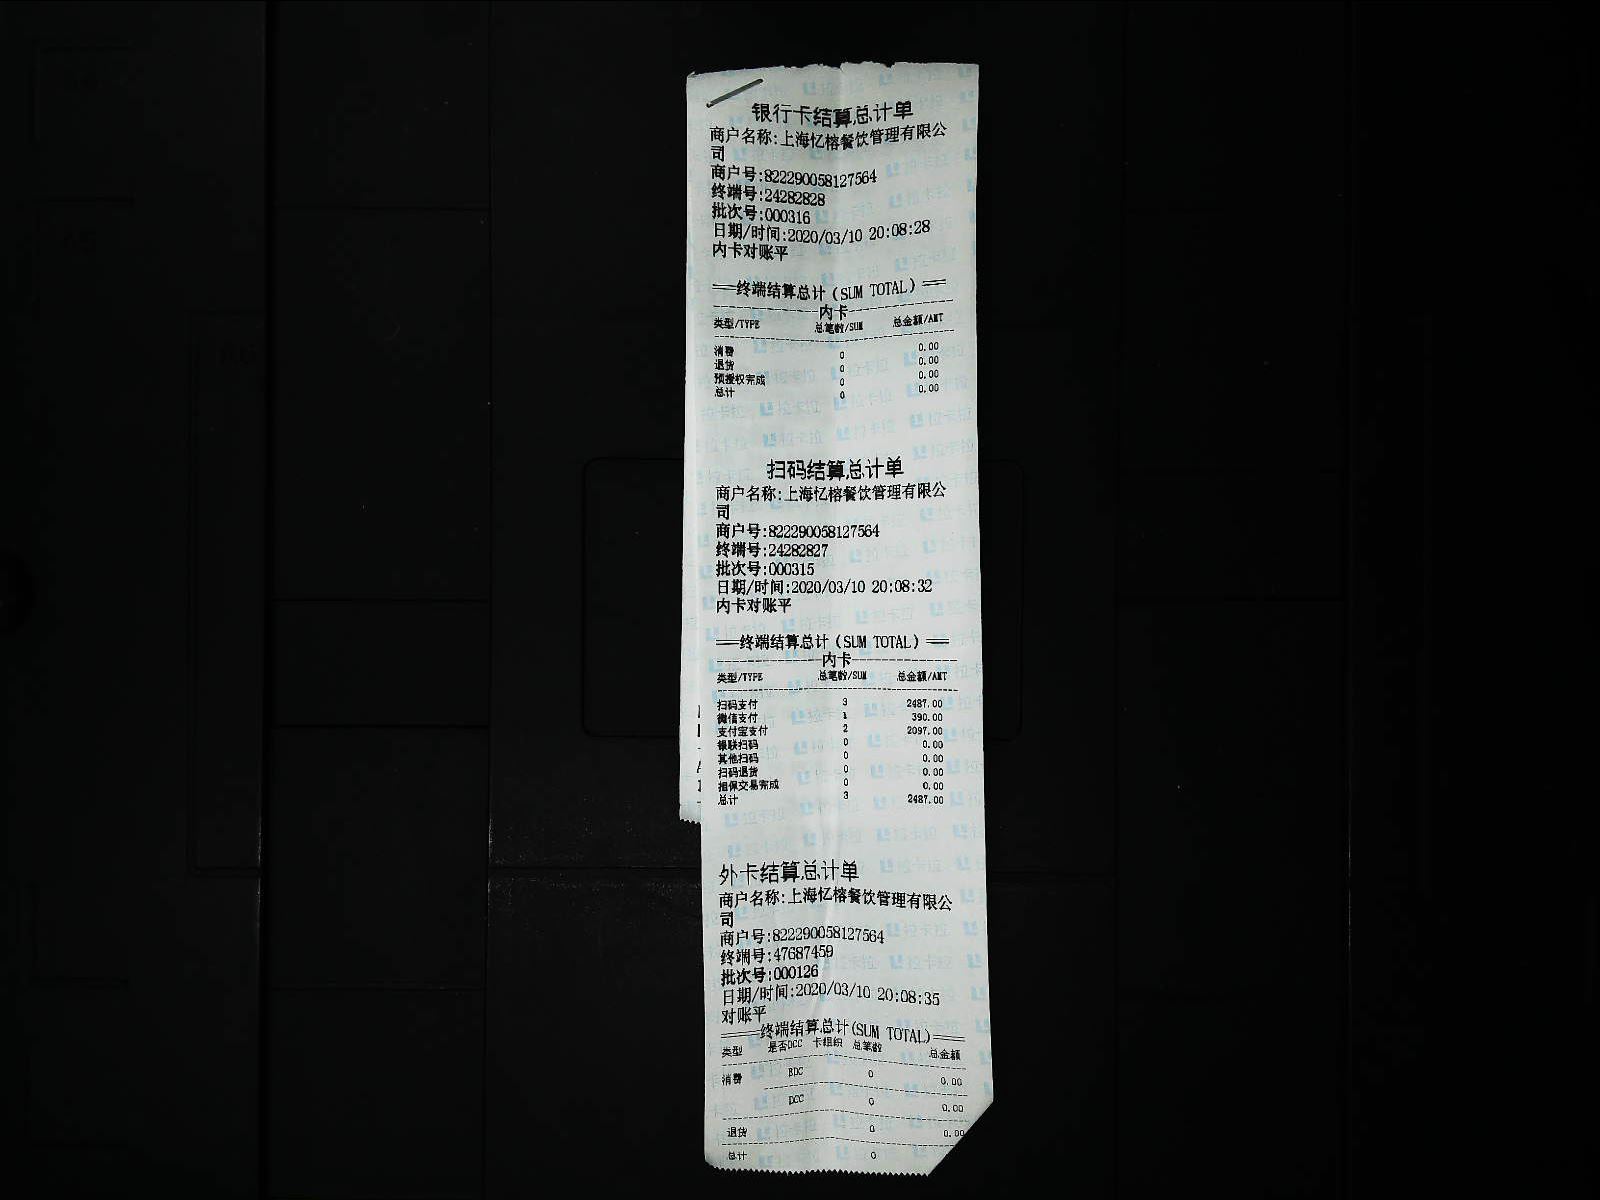 银行卡结算总计单
商户名称:上海忆榕餐饮管理有限公
司
商户号:822290058127564
终端号:24282828
批次号:000316
日期/时间:2020/03/10 20:08:28
内卡对账平
══终端结算总计(SUM TOTAL)══
内卡
类型/TYPE 总笔数/SUM 总金额/AMT
消费 0 0.00
退货 0 0.00
预授权完成 0 0.00
总计 0 0.00
扫码结算总计单
商户名称:上海忆榕餐饮管理有限公
司
商户号:822290058127564
终端号:24282827
批次号:000315
日期/时间:2020/03/10 20:08:32
内卡对账平
══终端结算总计(SUM TOTAL)══
内卡
类型/TYPE 总笔数/SUM 总金额/AMT
扫码支付 3 2487.00
微信支付 1 390.00
支付宝支付 2 2097.00
银联扫码 0 0.00
其他扫码 0 0.00
扫码退货 0 0.00
担保交易完成 0 0.00
总计 3 2487.00
外卡结算总计单
商户名称:上海忆榕餐饮管理有限公
司
商户号:822290058127564
终端号:47687459
批次号:000126
日期/时间:2020/03/10 20:08:35
对账平
═══终端结算总计(SUM TOTAL)══
类型 是否DCC 卡组织 总笔数 总金额
消费 EDC 0 0.00
DCC 0 0.00
退货 0 0.00
总计 0